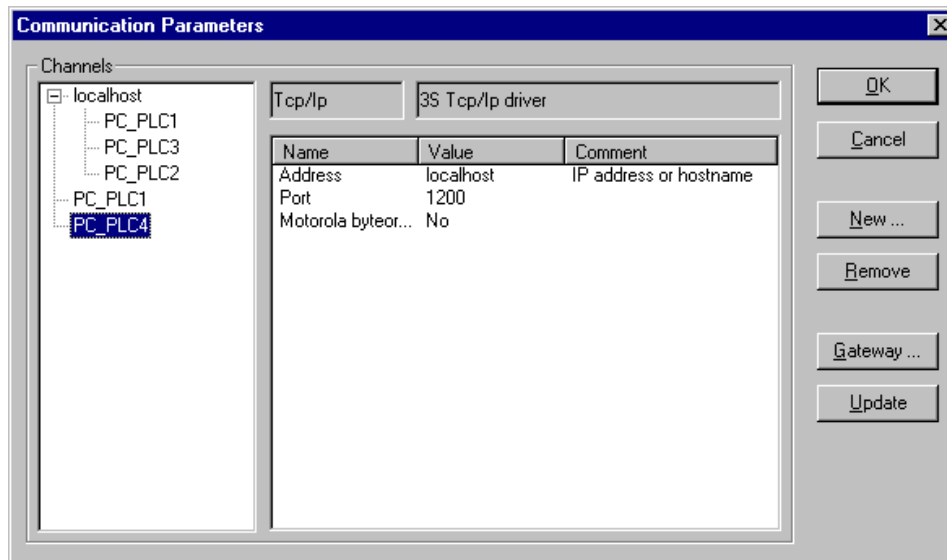 Communication Parameters
Channels
localhost
PC_PLC1
PC_PLC3
PC_PLC2
PC_PLC1
PC_PLC4
Tcp/Ip 3S Tcp/Ip driver
Name Value Comment
Address localhost IP address or hostname
Port 1200
Motorola byteor... No
OK
Cancel
New ...
Remove
Gateway ...
Update